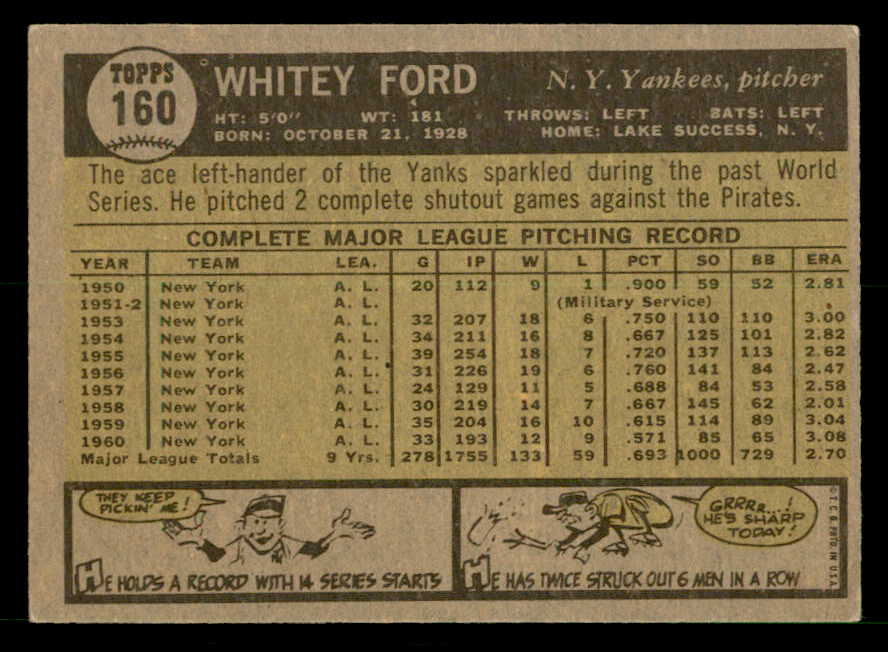 TOPPS
160
WHITEY FORD
N. Y. Yankees, pitcher
HT: 5'0" WT: 181 THROWS: LEFT BATS: LEFT
BORN: OCTOBER 21, 1928 HOME: LAKE SUCCESS, N. Y.
The ace left-hander of the Yanks sparkled during the past World
Series. He pitched 2 complete shutout games against the Pirates.
COMPLETE MAJOR LEAGUE PITCHING RECORD
YEAR TEAM LEA. G IP W L PCT SO BB ERA
1950 New York A. L. 20 112 9 1 .900 59 52 2.81
1951-2 New York A. L. (Military Service)
1953 New York A. L. 32 207 18 6 .750 110 110 3.00
1954 New York A. L. 34 211 16 8 .667 125 101 2.82
1955 New York A. L. 39 254 18 7 .720 137 113 2.62
1956 New York A. L. 31 226 19 6 .760 141 84 2.47
1957 New York A. L. 24 129 11 5 .688 84 53 2.58
1958 New York A. L. 30 219 14 7 .667 145 62 2.01
1959 New York A. L. 35 204 16 10 .615 114 89 3.04
1960 New York A. L. 33 193 12 9 .571 85 65 3.08
Major League Totals 9 Yrs. 278 1755 133 59 .693 1000 729 2.70
THEY KEEP
PICKIN' ME!
HE HOLDS A RECORD WITH 14 SERIES STARTS
GRRRR...!
HE'S SHARP
TODAY!
HE HAS TWICE STRUCK OUT 6 MEN IN A ROW
© T. C. G. PRTD. IN U.S.A.